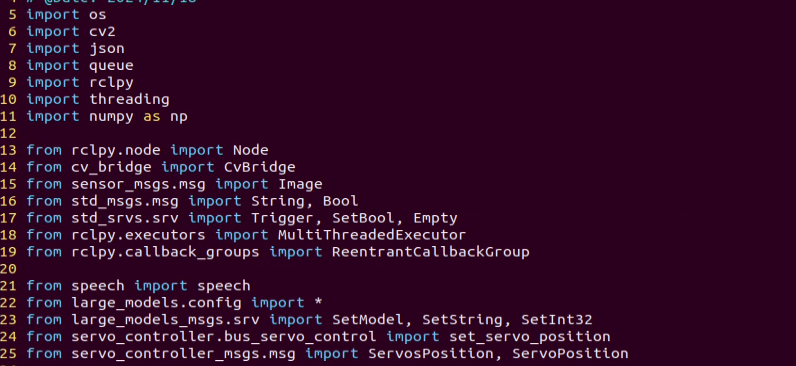 5 import os
6 import cv2
7 import json
8 import queue
9 import rclpy
10 import threading
11 import numpy as np
12
13 from rclpy.node import Node
14 from cv_bridge import CvBridge
15 from sensor_msgs.msg import Image
16 from std_msgs.msg import String, Bool
17 from std_srvs.srv import Trigger, SetBool, Empty
18 from rclpy.executors import MultiThreadedExecutor
19 from rclpy.callback_groups import ReentrantCallbackGroup
20
21 from speech import speech
22 from large_models.config import *
23 from large_models_msgs.srv import SetModel, SetString, SetInt32
24 from servo_controller.bus_servo_control import set_servo_position
25 from servo_controller_msgs.msg import ServosPosition, ServoPosition